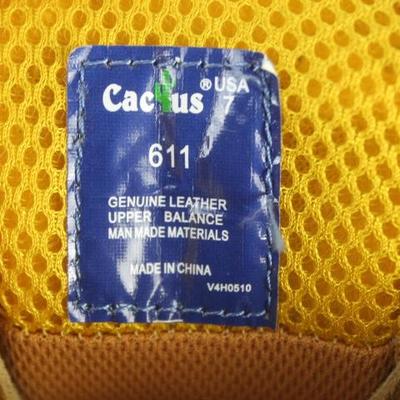 Cactus ® USA
7
611
GENUINE LEATHER
UPPER BALANCE
MAN MADE MATERIALS
MADE IN CHINA
V4H0510